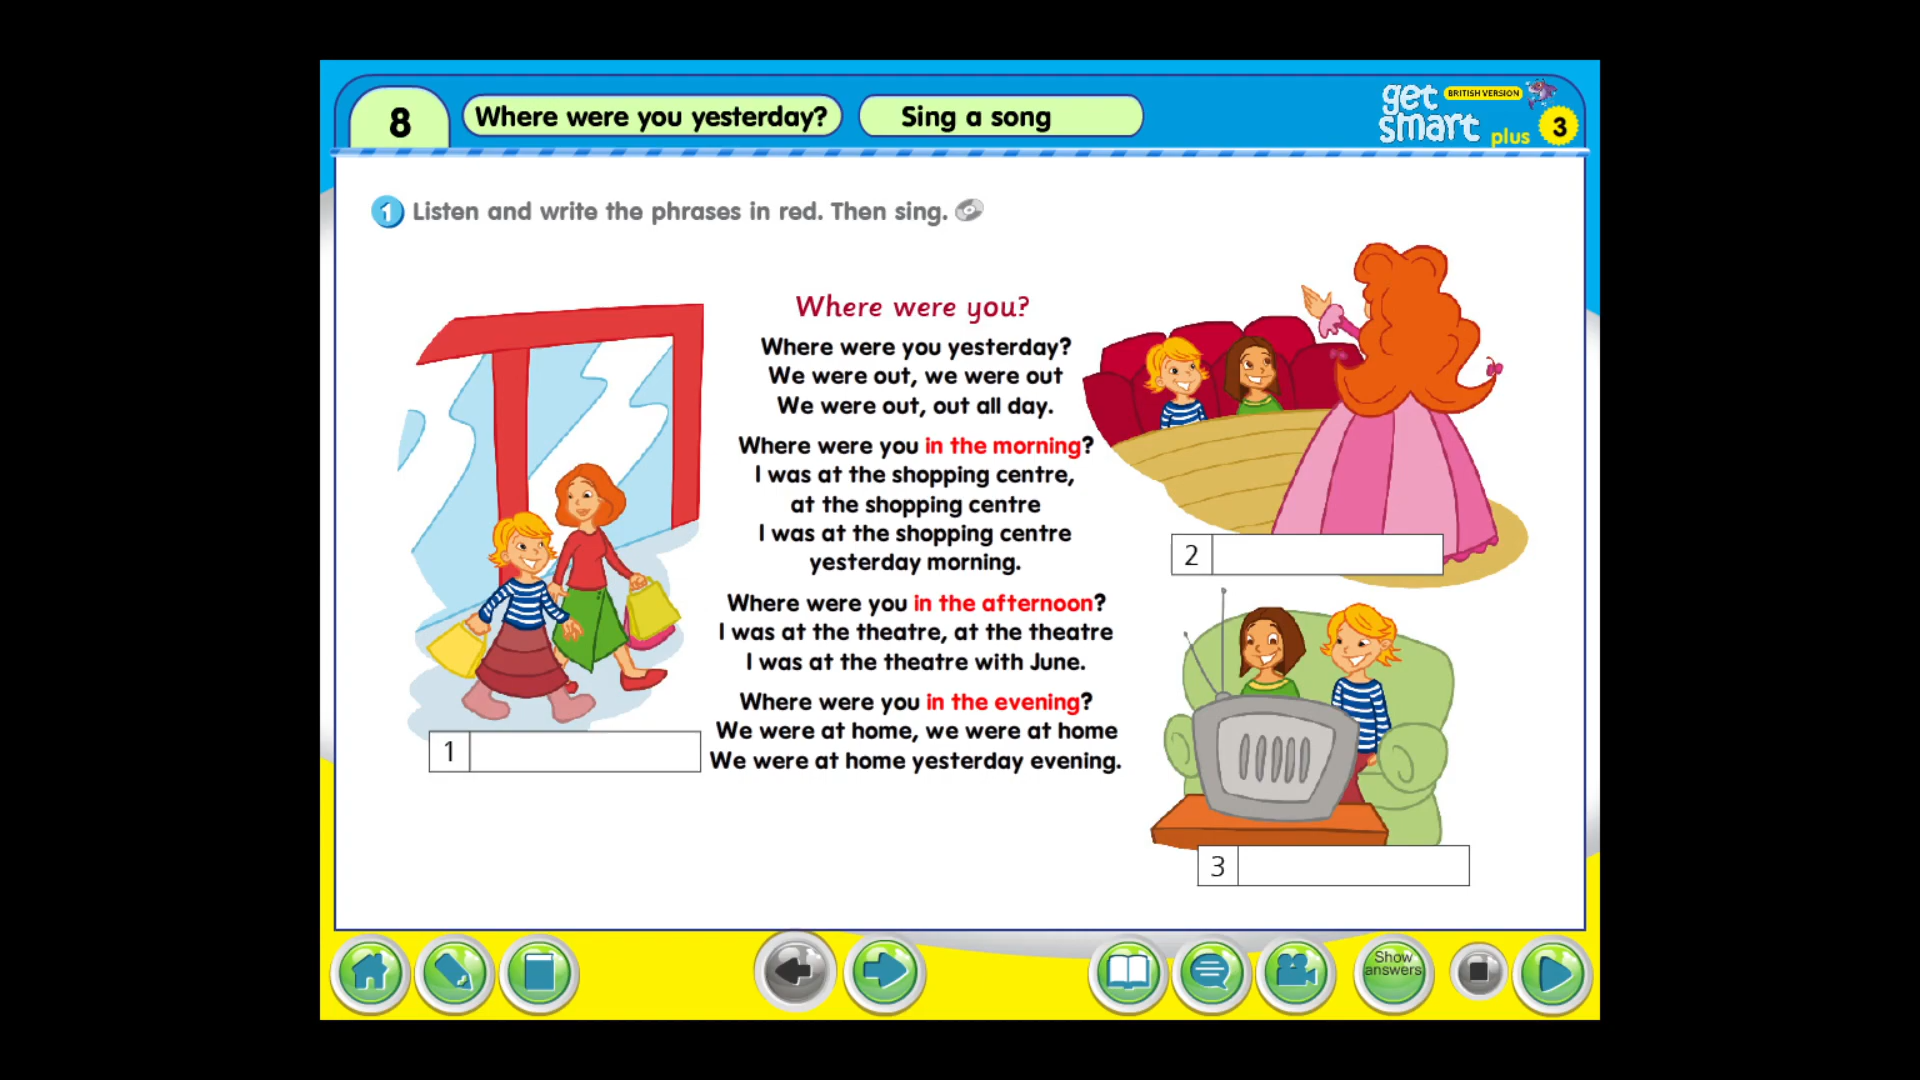 8
Where were you yesterday?
Sing a song
get smart plus 3
BRITISH VERSION
1 Listen and write the phrases in red. Then sing.
Where were you?
Where were you yesterday?
We were out, we were out
We were out, out all day.
Where were you in the morning?
I was at the shopping centre,
at the shopping centre
I was at the shopping centre
yesterday morning.
Where were you in the afternoon?
I was at the theatre, at the theatre
I was at the theatre with June.
Where were you in the evening?
We were at home, we were at home
We were at home yesterday evening.
1
2
3
Show
answers